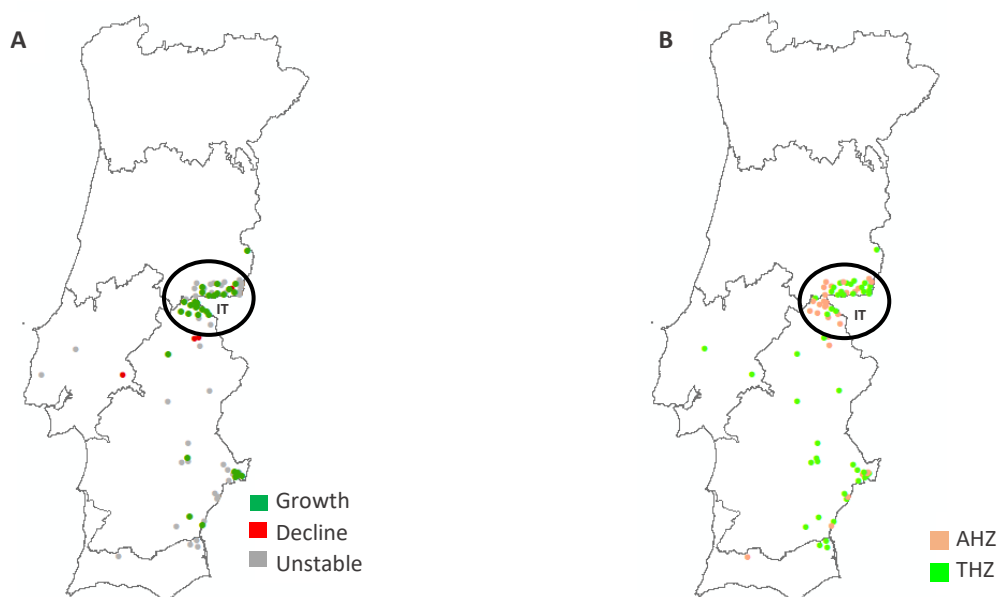 A
B
IT
IT
Growth
Decline
Unstable
AHZ
THZ